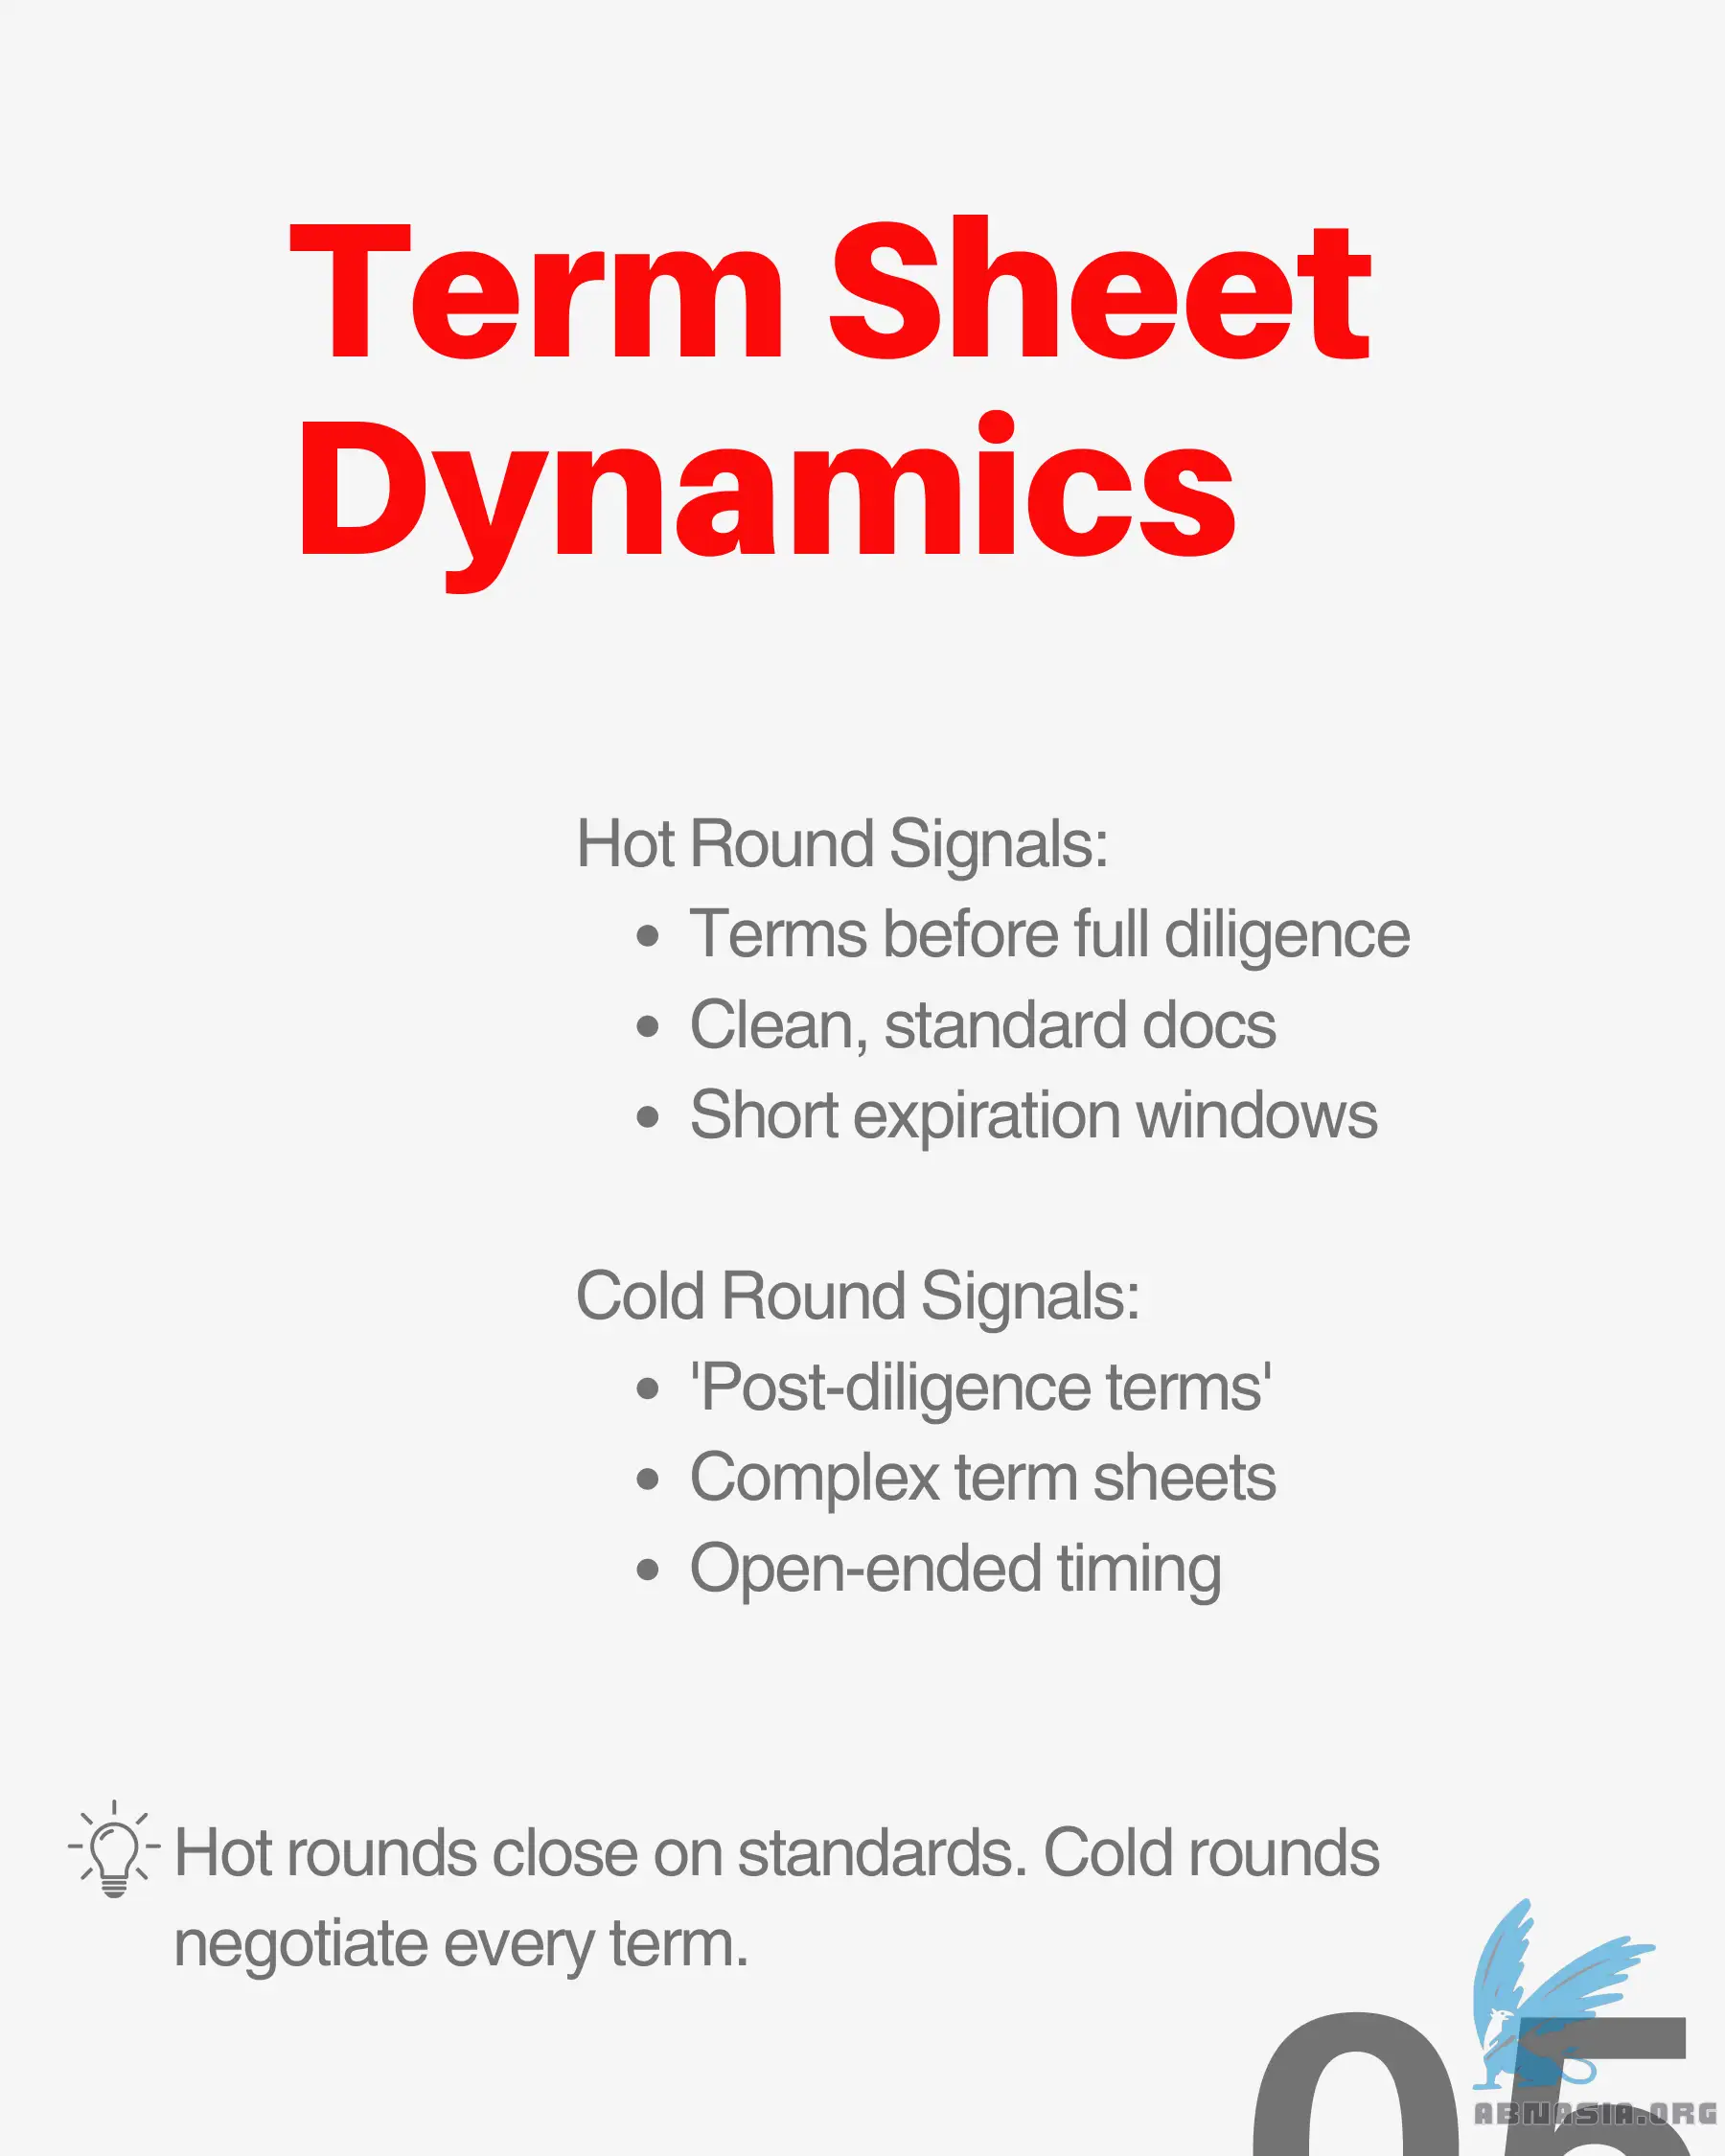 Term Sheet
Dynamics
Hot Round Signals:
• Terms before full diligence
• Clean, standard docs
• Short expiration windows
Cold Round Signals:
• 'Post-diligence terms'
• Complex term sheets
• Open-ended timing
Hot rounds close on standards. Cold rounds
negotiate every term.
05
ABNASIA.ORG